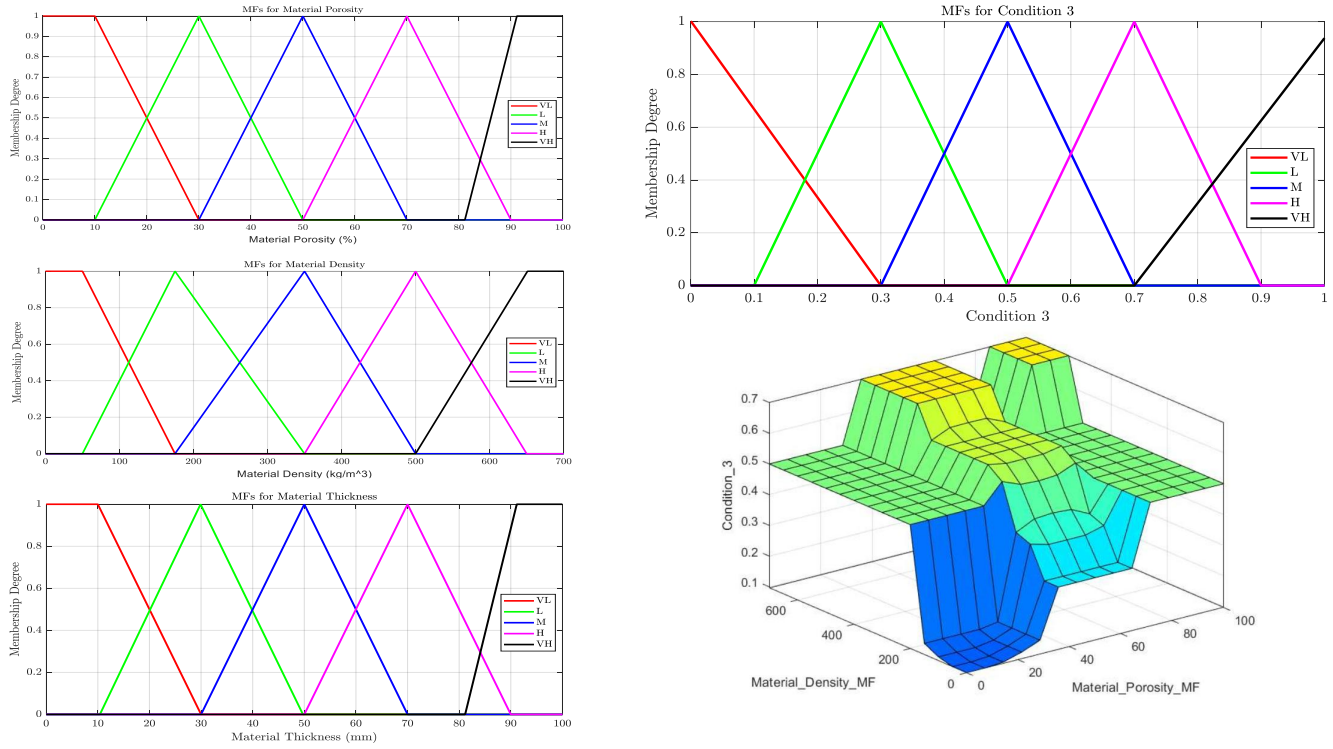 MFs for Material Porosity
Membership Degree
1
0.9
0.8
0.7
0.6
0.5
0.4
0.3
0.2
0.1
0
0 10 20 30 40 50 60 70 80 90 100
Material Porosity (%)
VL
L
M
H
VH
MFs for Material Density
Membership Degree
1
0.8
0.6
0.4
0.2
0
0 100 200 300 400 500 600 700
Material Density (kg/m^3)
VL
L
M
H
VH
MFs for Material Thickness
Membership Degree
1
0.8
0.6
0.4
0.2
0
0 10 20 30 40 50 60 70 80 90 100
Material Thickness (mm)
VL
L
M
H
VH
MFs for Condition 3
Membership Degree
1
0.8
0.6
0.4
0.2
0
0 0.1 0.2 0.3 0.4 0.5 0.6 0.7 0.8 0.9 1
Condition 3
VL
L
M
H
VH
Condition_3
0.7
0.6
0.5
0.4
0.3
0.2
0.1
600
400
200
0
Material_Density_MF
0
20
40
60
80
100
Material_Porosity_MF